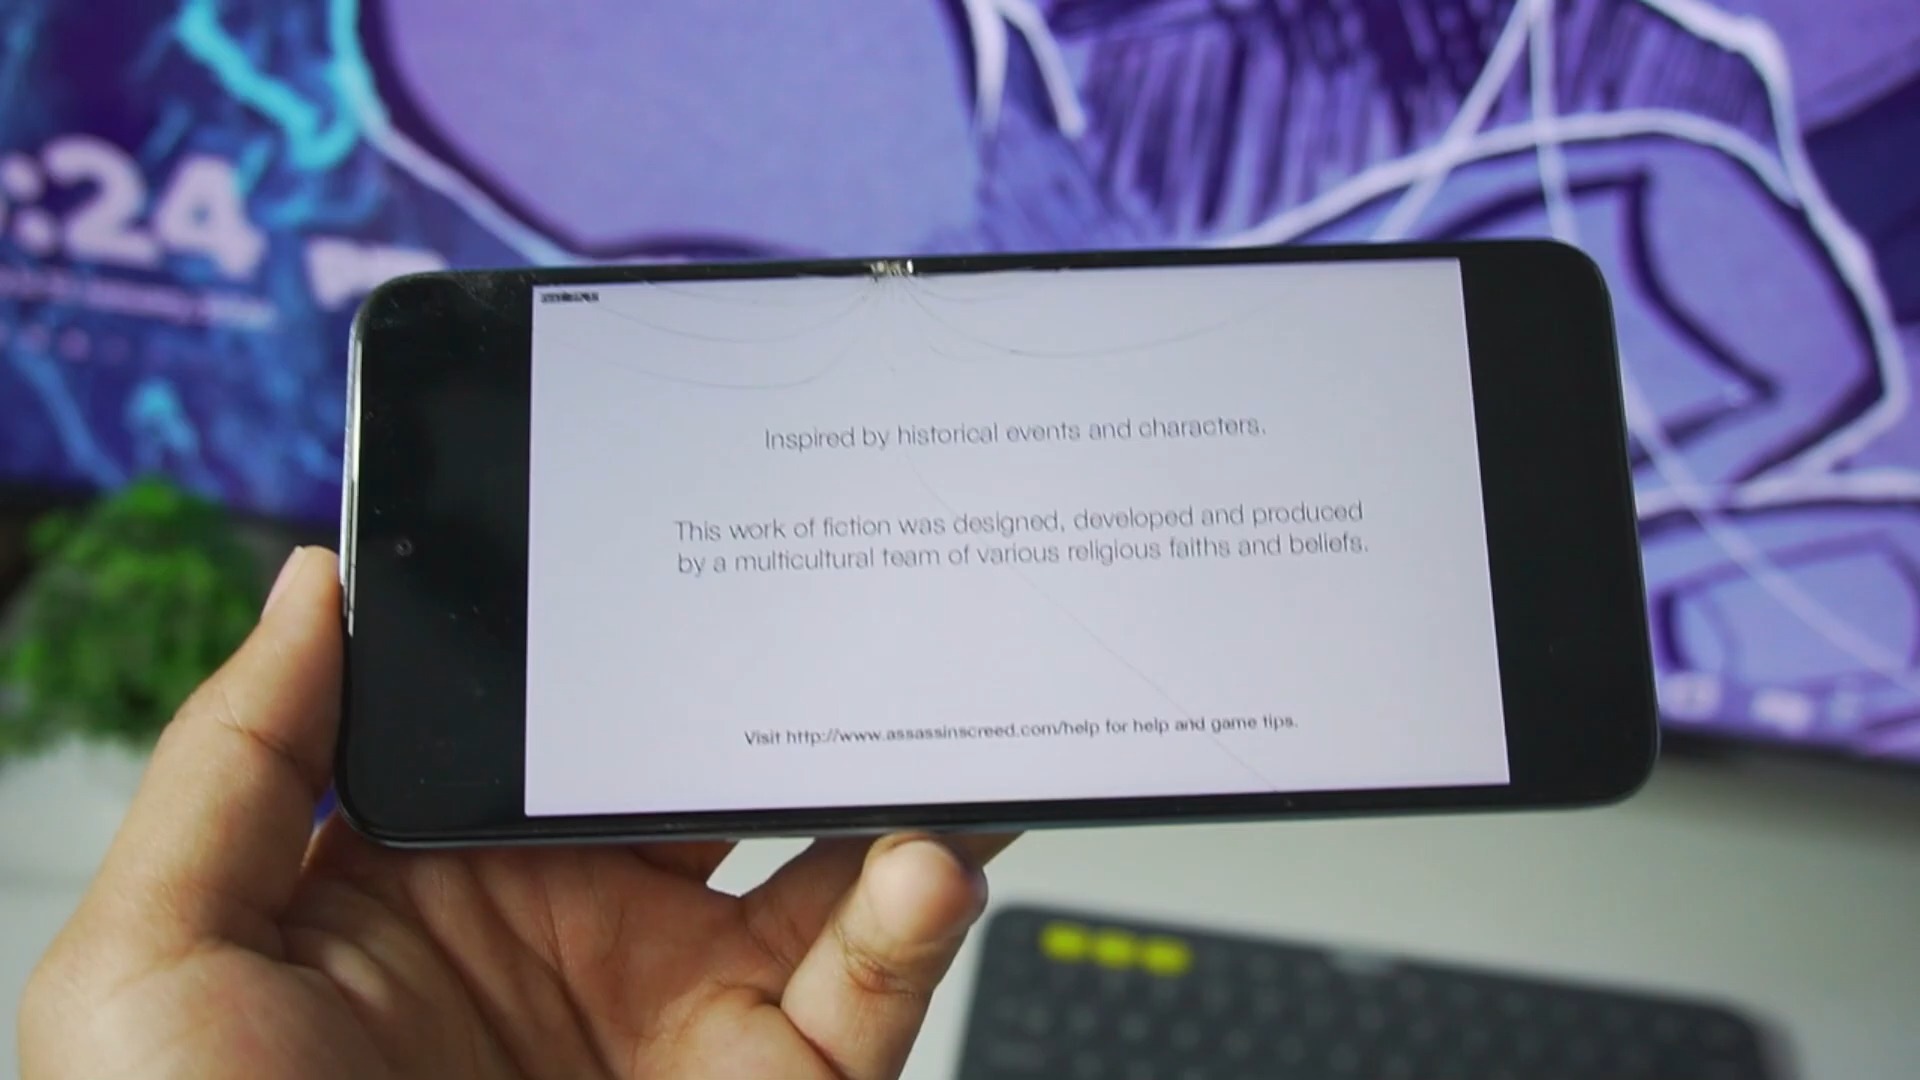 :24
Inspired by historical events and characters.
This work of fiction was designed, developed and produced
by a multicultural team of various religious faiths and beliefs.
Visit http://www.assassinscreed.com/help for help and game tips.